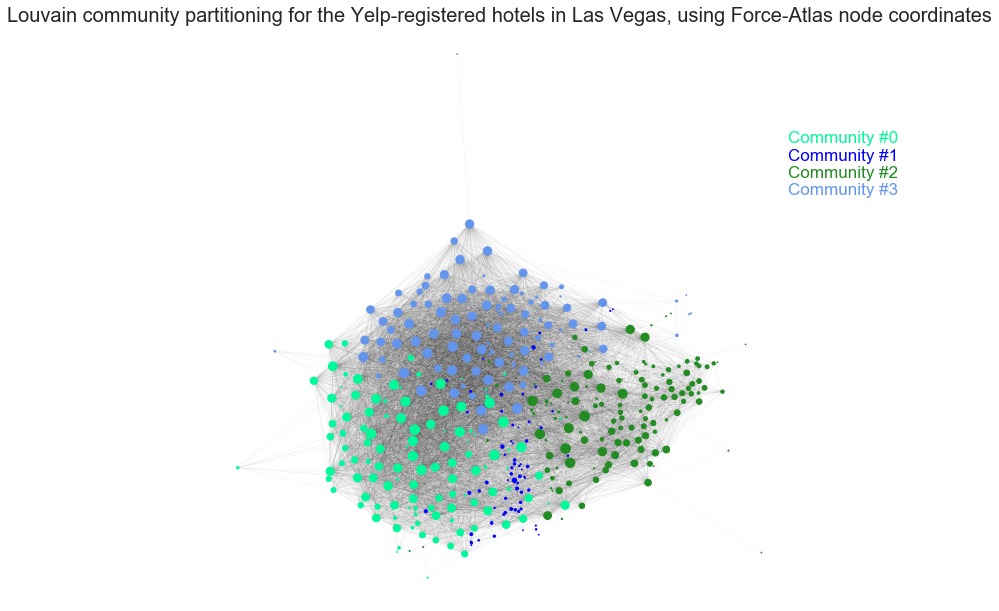 Louvain community partitioning for the Yelp-registered hotels in Las Vegas, using Force-Atlas node coordinates
Community #0
Community #1
Community #2
Community #3